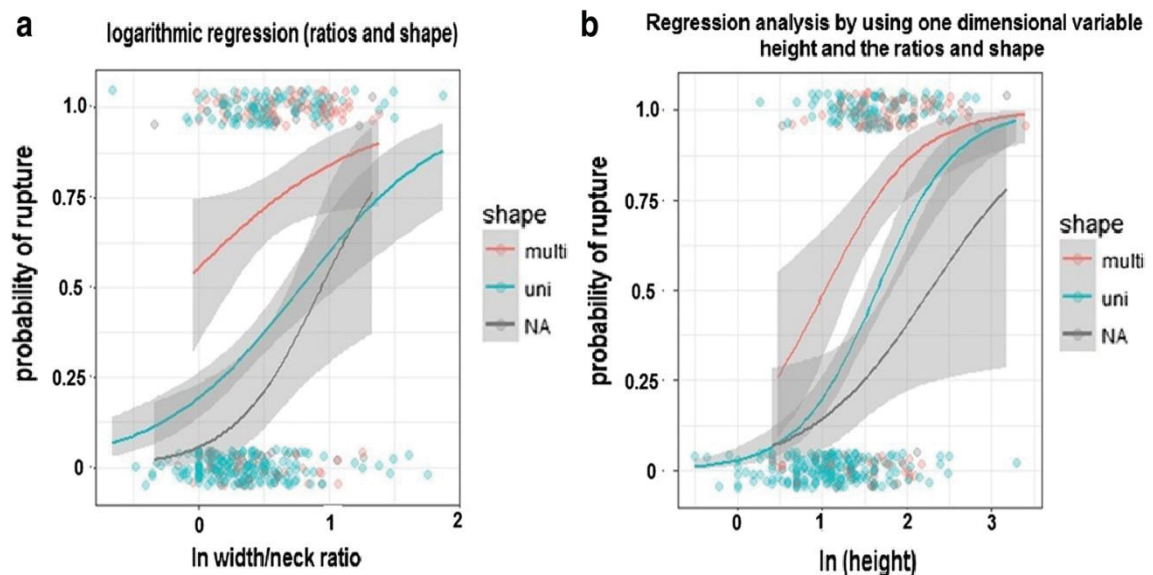 a
logarithmic regression (ratios and shape)
probability of rupture
1.0
0.75
0.5
0.25
0
0
1
2
ln width/neck ratio
shape
multi
uni
NA
b
Regression analysis by using one dimensional variable
height and the ratios and shape
probability of rupture
1.0
0.75
0.50
0.25
0
0
1
2
3
ln (height)
shape
multi
uni
NA